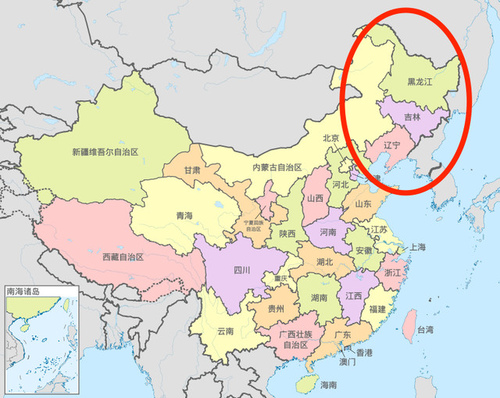 黑龙江
吉林
辽宁
北京
新疆维吾尔自治区
内蒙古自治区
甘肃
河北
山西
山东
宁夏回族
自治区
青海
陕西
河南
江苏
西藏自治区
安徽
上海
四川
湖北
重庆
浙江
湖南
江西
贵州
福建
云南
广西壮族
自治区
广东
台湾
香港
澳门
海南
南海诸岛